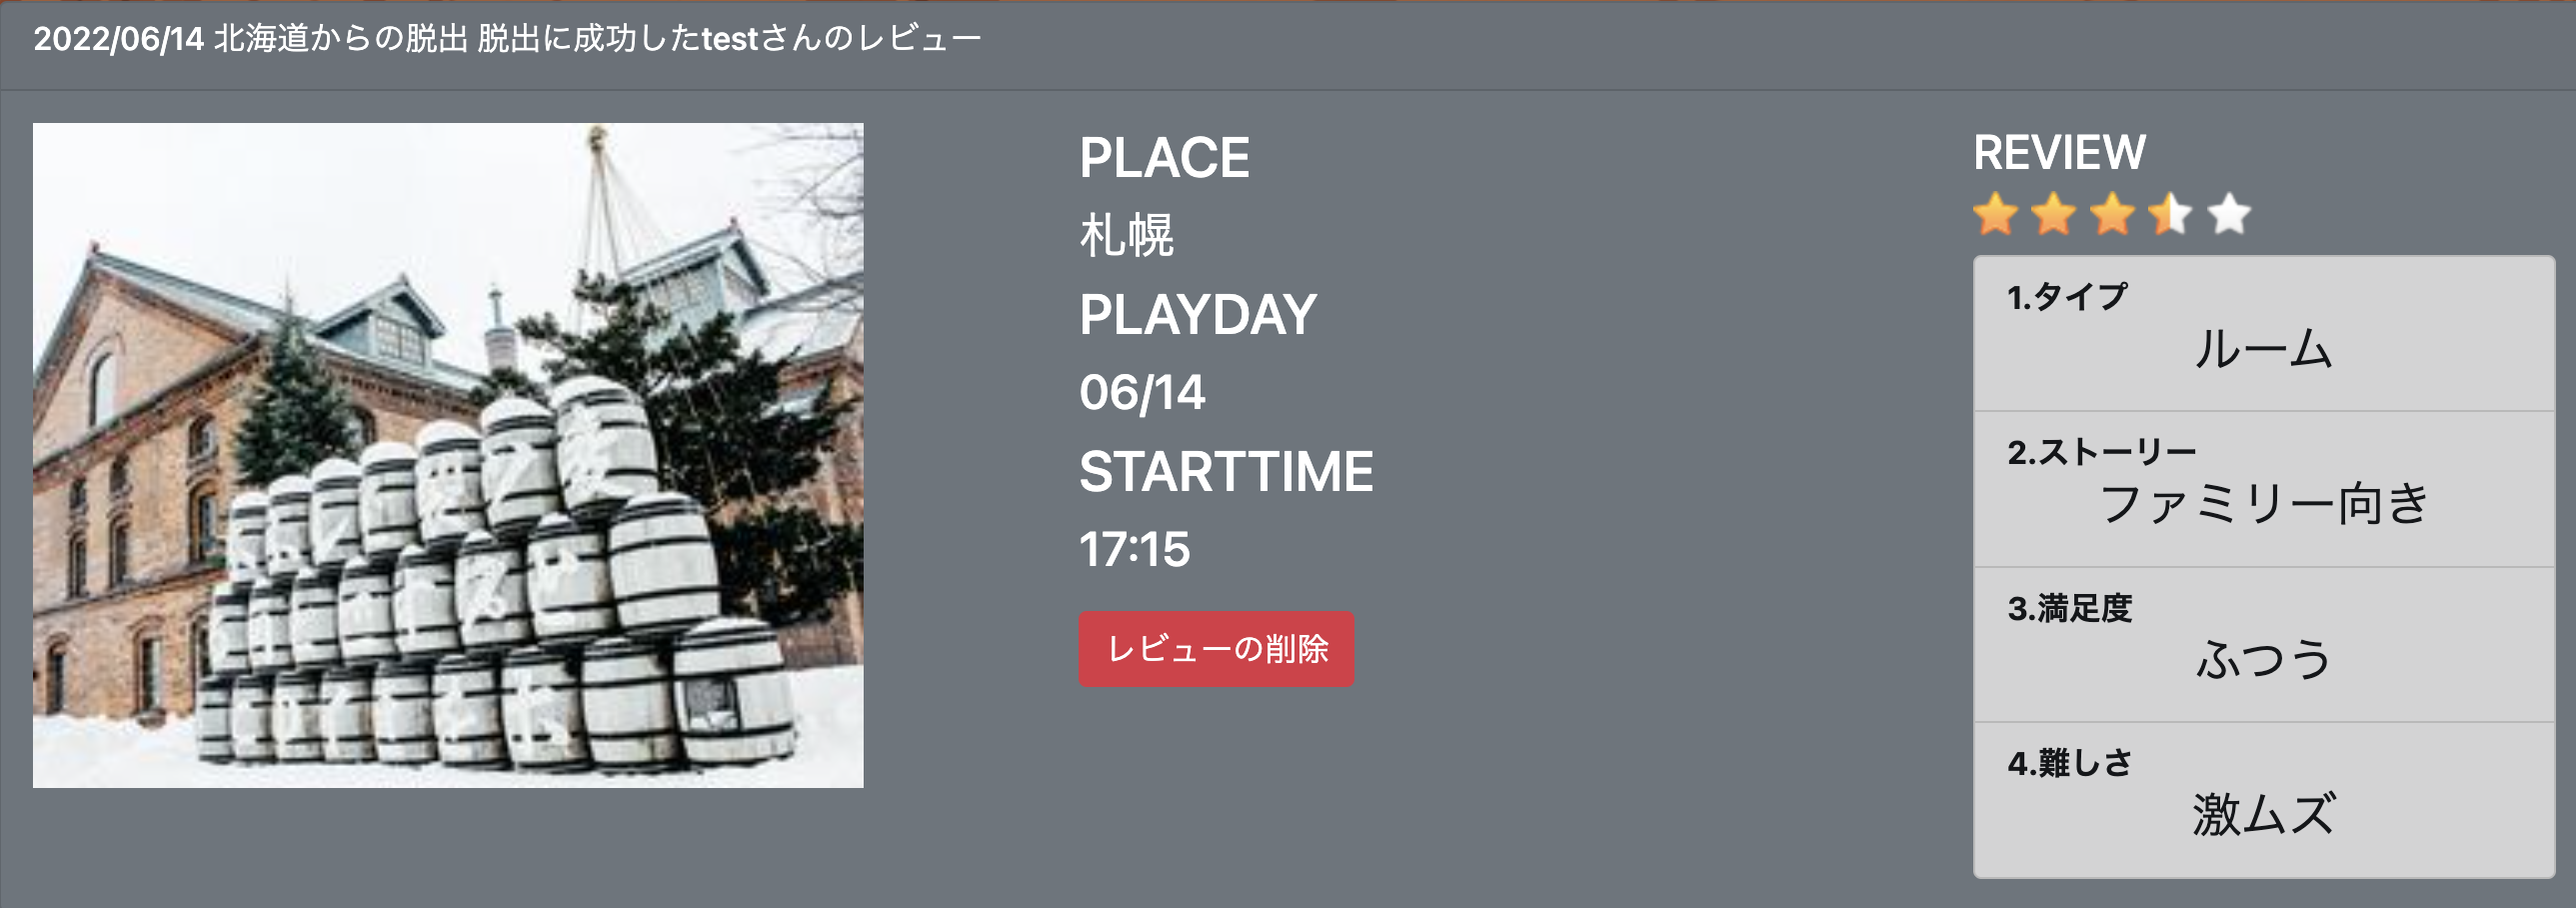 2022/06/14 北海道からの脱出 脱出に成功したtestさんのレビュー
PLACE
札幌
PLAYDAY
06/14
STARTTIME
17:15
レビューの削除
REVIEW
1.タイプ
ルーム
2.ストーリー
ファミリー向き
3.満足度
ふつう
4.難しさ
激ムズ